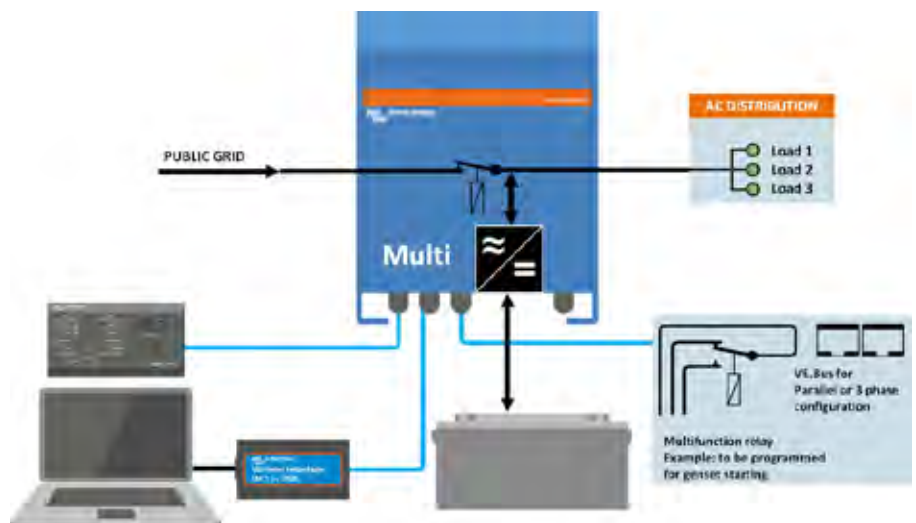 AC DISTRIBUTION
PUBLIC GRID
Load 1
Load 2
Load 3
Multi
VE.Bus for
Parallel or 3 phase
configuration
Multifunction relay
Example: to be programmed
for genset starting